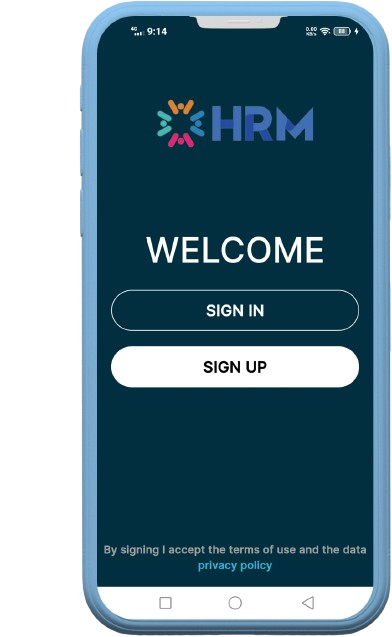 4G 9:14
0.00 KB/s 88
HRM
WELCOME
SIGN IN
SIGN UP
By signing I accept the terms of use and the data
privacy policy